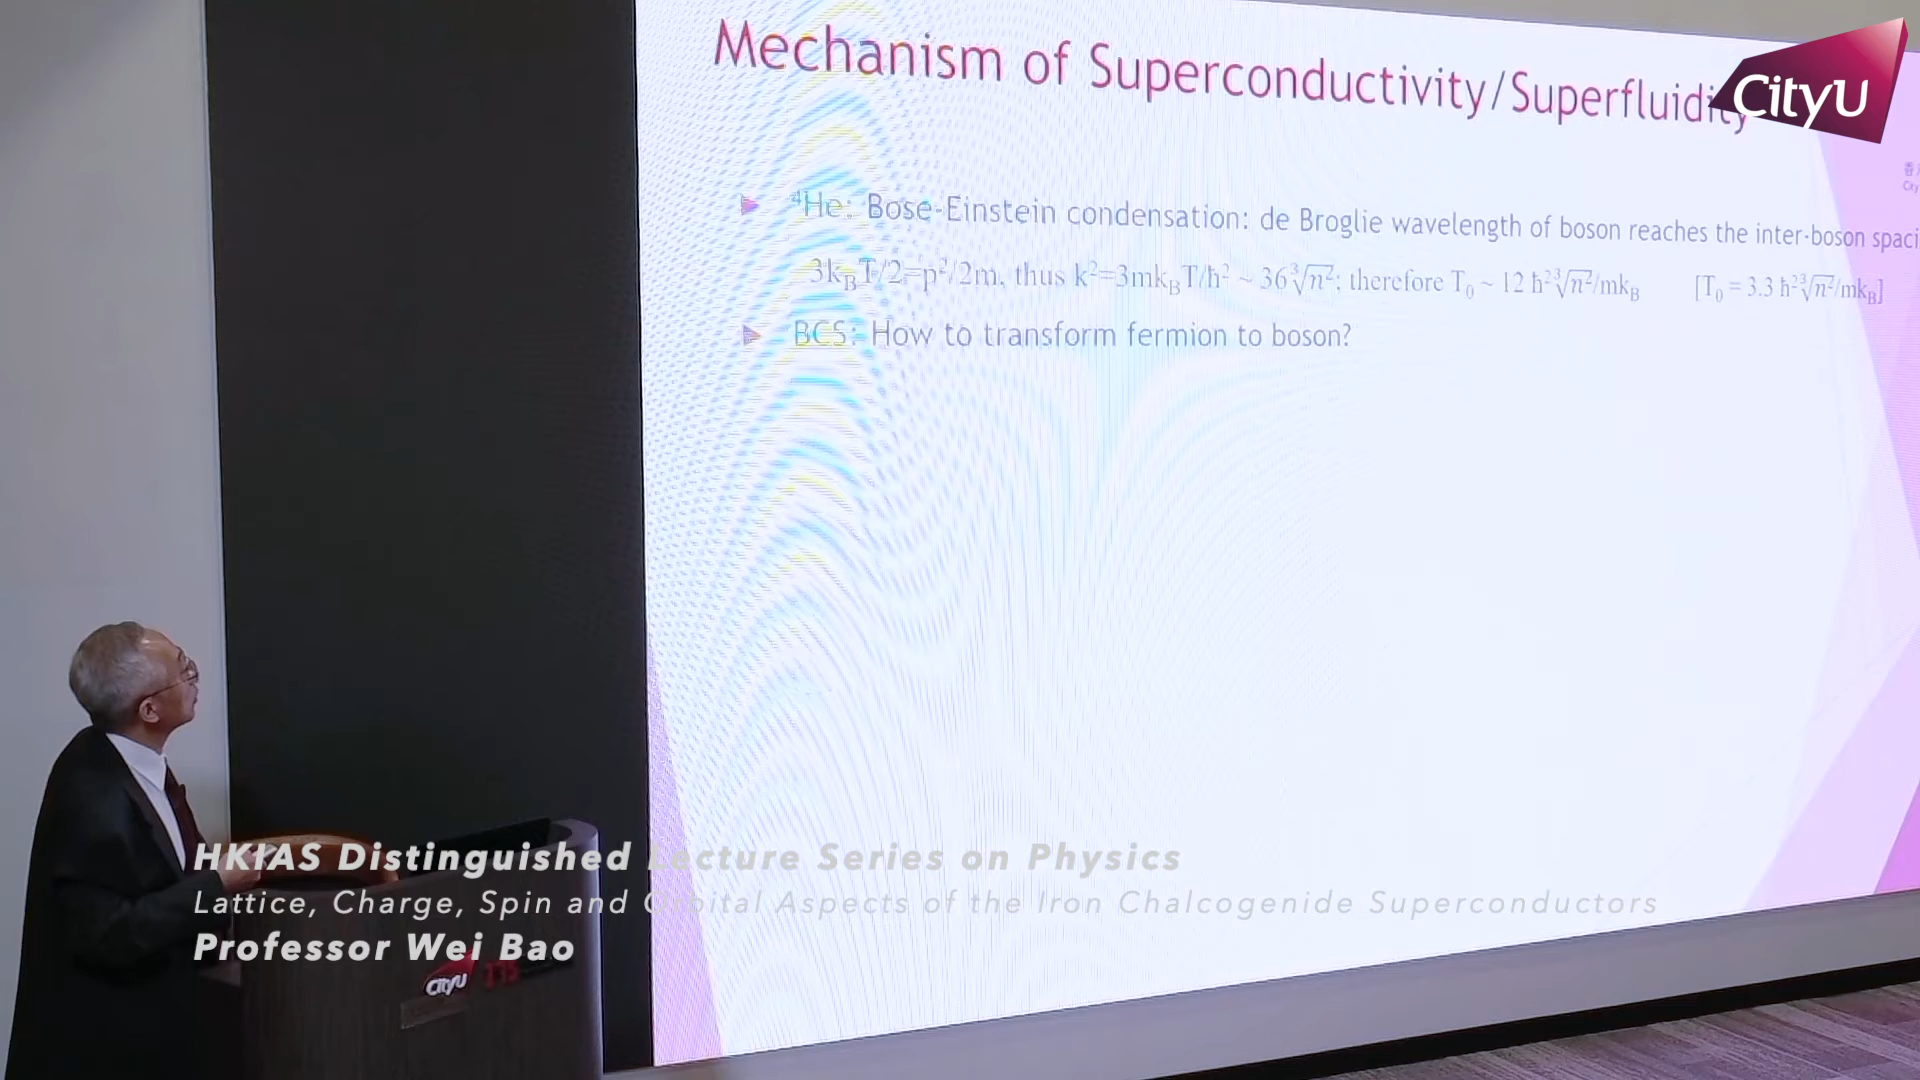 Mechanism of Superconductivity/Superfluidity
CityU
⁴He: Bose-Einstein condensation: de Broglie wavelength of boson reaches the inter-boson spaci
3k_BT/2=p²/2m, thus k²=3mk_BT/ħ² ~ 36∛n²; therefore T₀ ~ 12 ħ²∛n²/mk_B [T₀ = 3.3 ħ²∛n²/mk_B]
BCS: How to transform fermion to boson?
HKIAS Distinguished Lecture Series on Physics
Lattice, Charge, Spin and Orbital Aspects of the Iron Chalcogenide Superconductors
Professor Wei Bao
CityU